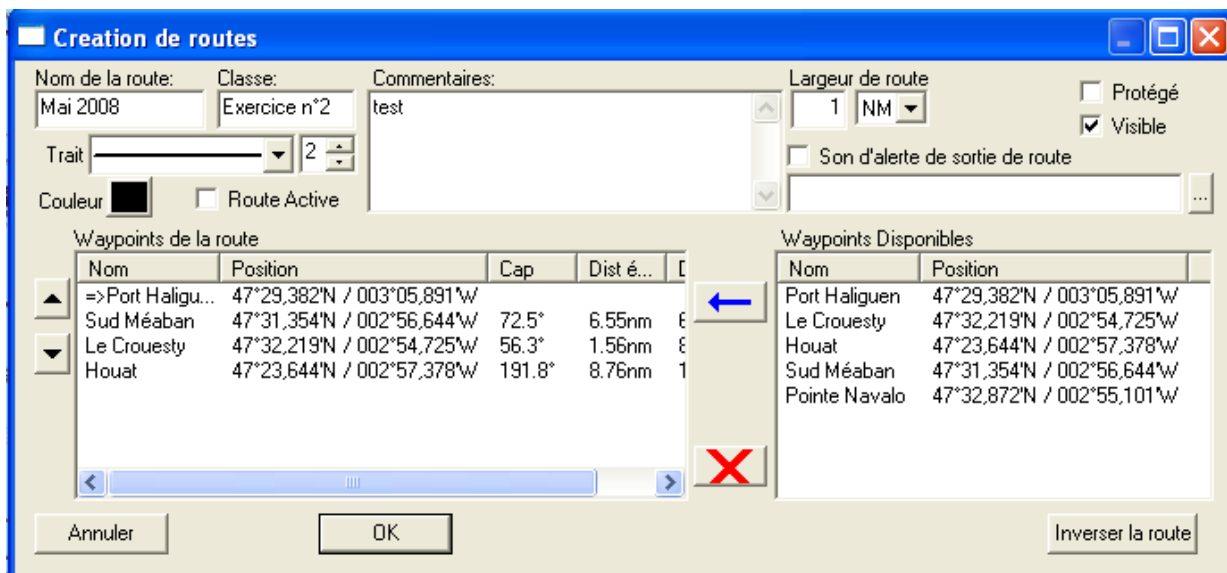 Creation de routes
Nom de la route: Classe: Commentaires: Largeur de route
Mai 2008 Exercice n°2 test 1 NM Protégé
Visible
Trait 2
Son d'alerte de sortie de route
Couleur Route Active ...
Waypoints de la route Waypoints Disponibles
Nom Position Cap Dist é... Nom Position
=>Port Haligu... 47°29,382'N / 003°05,891'W Port Haliguen 47°29,382'N / 003°05,891'W
Sud Méaban 47°31,354'N / 002°56,644'W 72.5° 6.55nm Le Crouesty 47°32,219'N / 002°54,725'W
Le Crouesty 47°32,219'N / 002°54,725'W 56.3° 1.56nm Houat 47°23,644'N / 002°57,378'W
Houat 47°23,644'N / 002°57,378'W 191.8° 8.76nm Sud Méaban 47°31,354'N / 002°56,644'W
Pointe Navalo 47°32,872'N / 002°55,101'W
Annuler OK Inverser la route